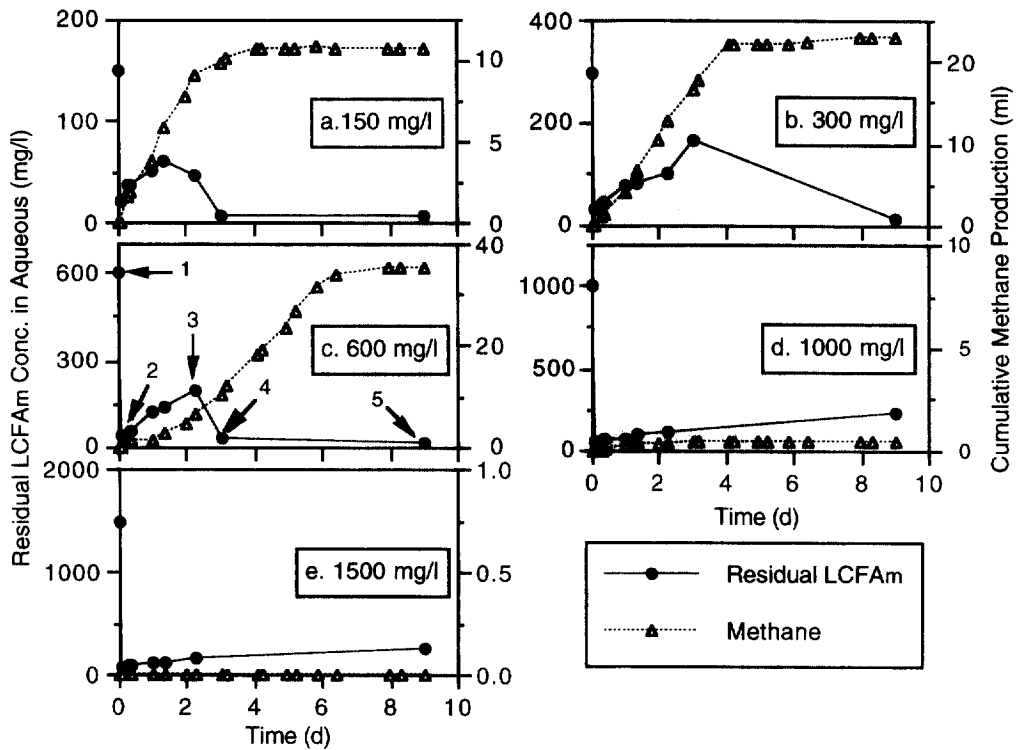 Residual LCFAm Conc. in Aqueous (mg/l)
Cumulative Methane Production (ml)
200
100
0
10
5
0
a.150 mg/l
400
200
0
20
10
0
b. 300 mg/l
600
300
0
40
20
0
1
2
3
4
5
c. 600 mg/l
1000
500
0
10
5
0
d. 1000 mg/l
0 2 4 6 8 10
Time (d)
2000
1000
0
1.0
0.5
0.0
e. 1500 mg/l
0 2 4 6 8 10
Time (d)
Residual LCFAm
Methane